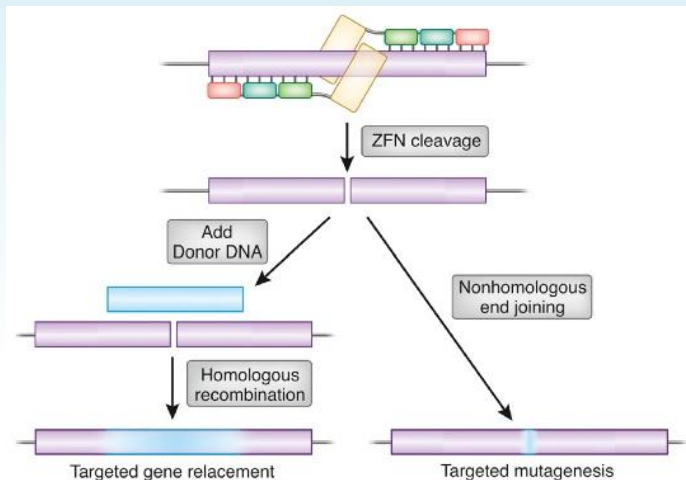 ZFN cleavage
Add
Donor DNA
Nonhomologous
end joining
Homologous
recombination
Targeted gene relacement
Targeted mutagenesis